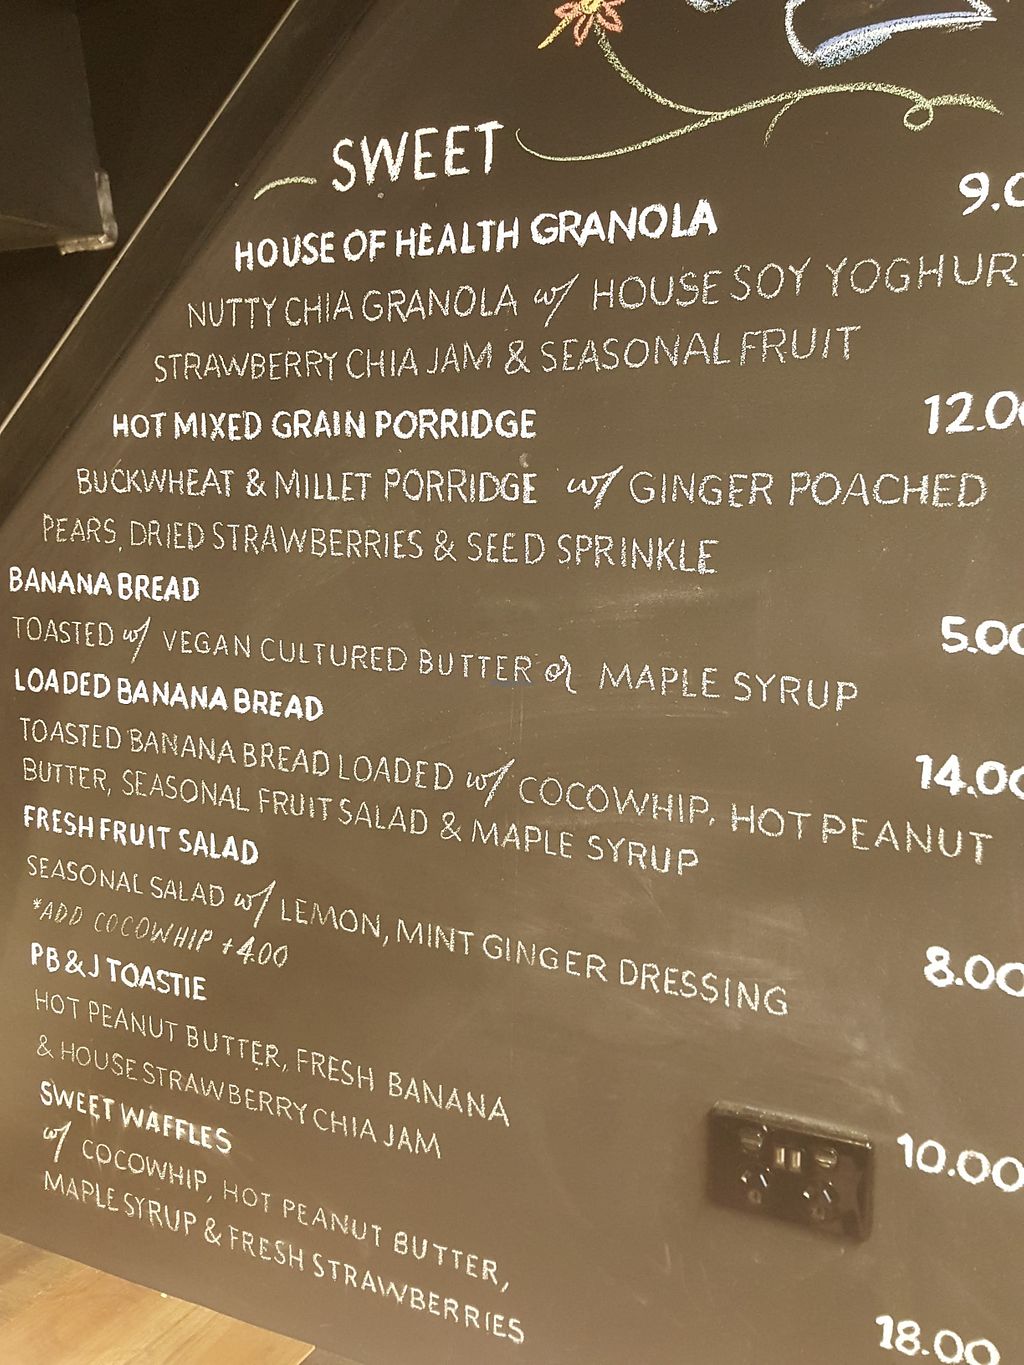 SWEET
HOUSE OF HEALTH GRANOLA 9.0
NUTTY CHIA GRANOLA w/ HOUSE SOY YOGHURT
STRAWBERRY CHIA JAM & SEASONAL FRUIT
HOT MIXED GRAIN PORRIDGE 12.00
BUCKWHEAT & MILLET PORRIDGE w/ GINGER POACHED
PEARS, DRIED STRAWBERRIES & SEED SPRINKLE
BANANA BREAD 5.00
TOASTED w/ VEGAN CULTURED BUTTER or MAPLE SYRUP
LOADED BANANA BREAD 14.00
TOASTED BANANA BREAD LOADED w/ COCOWHIP, HOT PEANUT
BUTTER, SEASONAL FRUIT SALAD & MAPLE SYRUP
FRESH FRUIT SALAD 8.00
SEASONAL SALAD w/ LEMON, MINT GINGER DRESSING
*ADD COCOWHIP +4.00
PB & J TOASTIE 10.00
HOT PEANUT BUTTER, FRESH BANANA
& HOUSE STRAWBERRY CHIA JAM
SWEET WAFFLES 18.00
w/ COCOWHIP, HOT PEANUT BUTTER,
MAPLE SYRUP & FRESH STRAWBERRIES